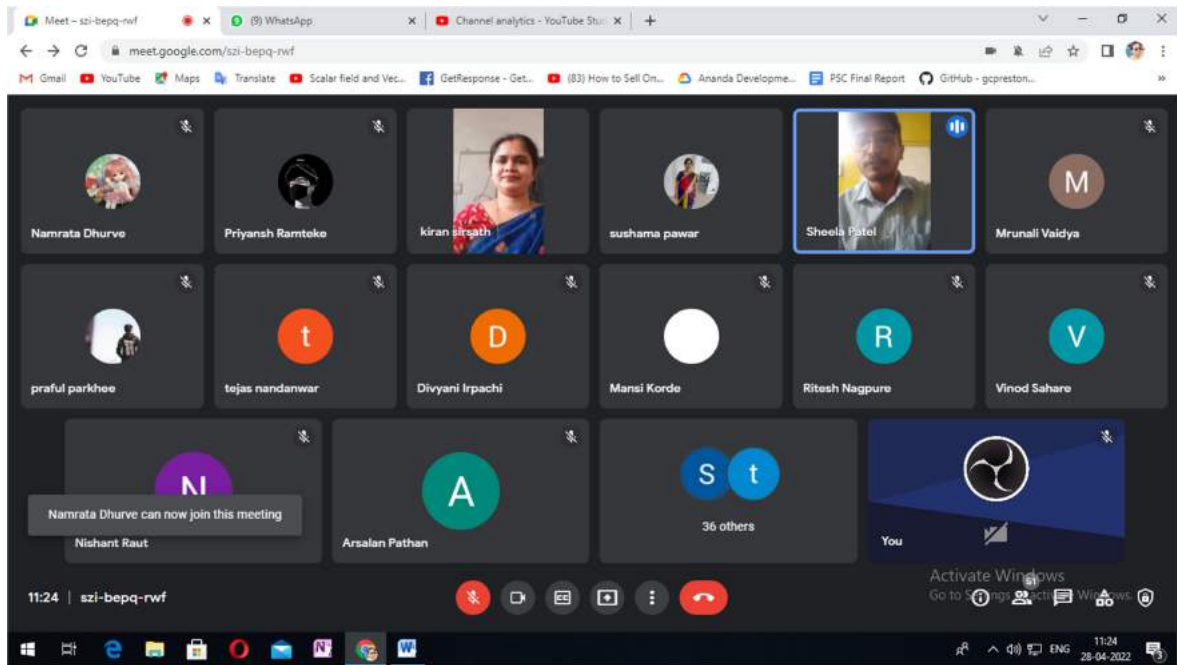 Meet – szi-bepq-rwf
(9) WhatsApp
Channel analytics - YouTube Stu
meet.google.com/szi-bepq-rwf
Gmail YouTube Maps Translate Scalar field and Vec... GetResponse - Get... (83) How to Sell On... Ananda Developme... PSC Final Report GitHub - gcpreston...
Namrata Dhurve
Priyansh Ramteke
kiran sirsath
sushama pawar
Sheela Patel
M
Mrunali Vaidya
praful parkhee
t
tejas nandanwar
D
Divyani Irpachi
Mansi Korde
R
Ritesh Nagpure
V
Vinod Sahare
N
Namrata Dhurve can now join this meeting
Nishant Raut
A
Arsalan Pathan
S t
36 others
You
Activate Windows
Go to Settings
11:24 | szi-bepq-rwf
CC
51
ENG
11:24
28-04-2022
3